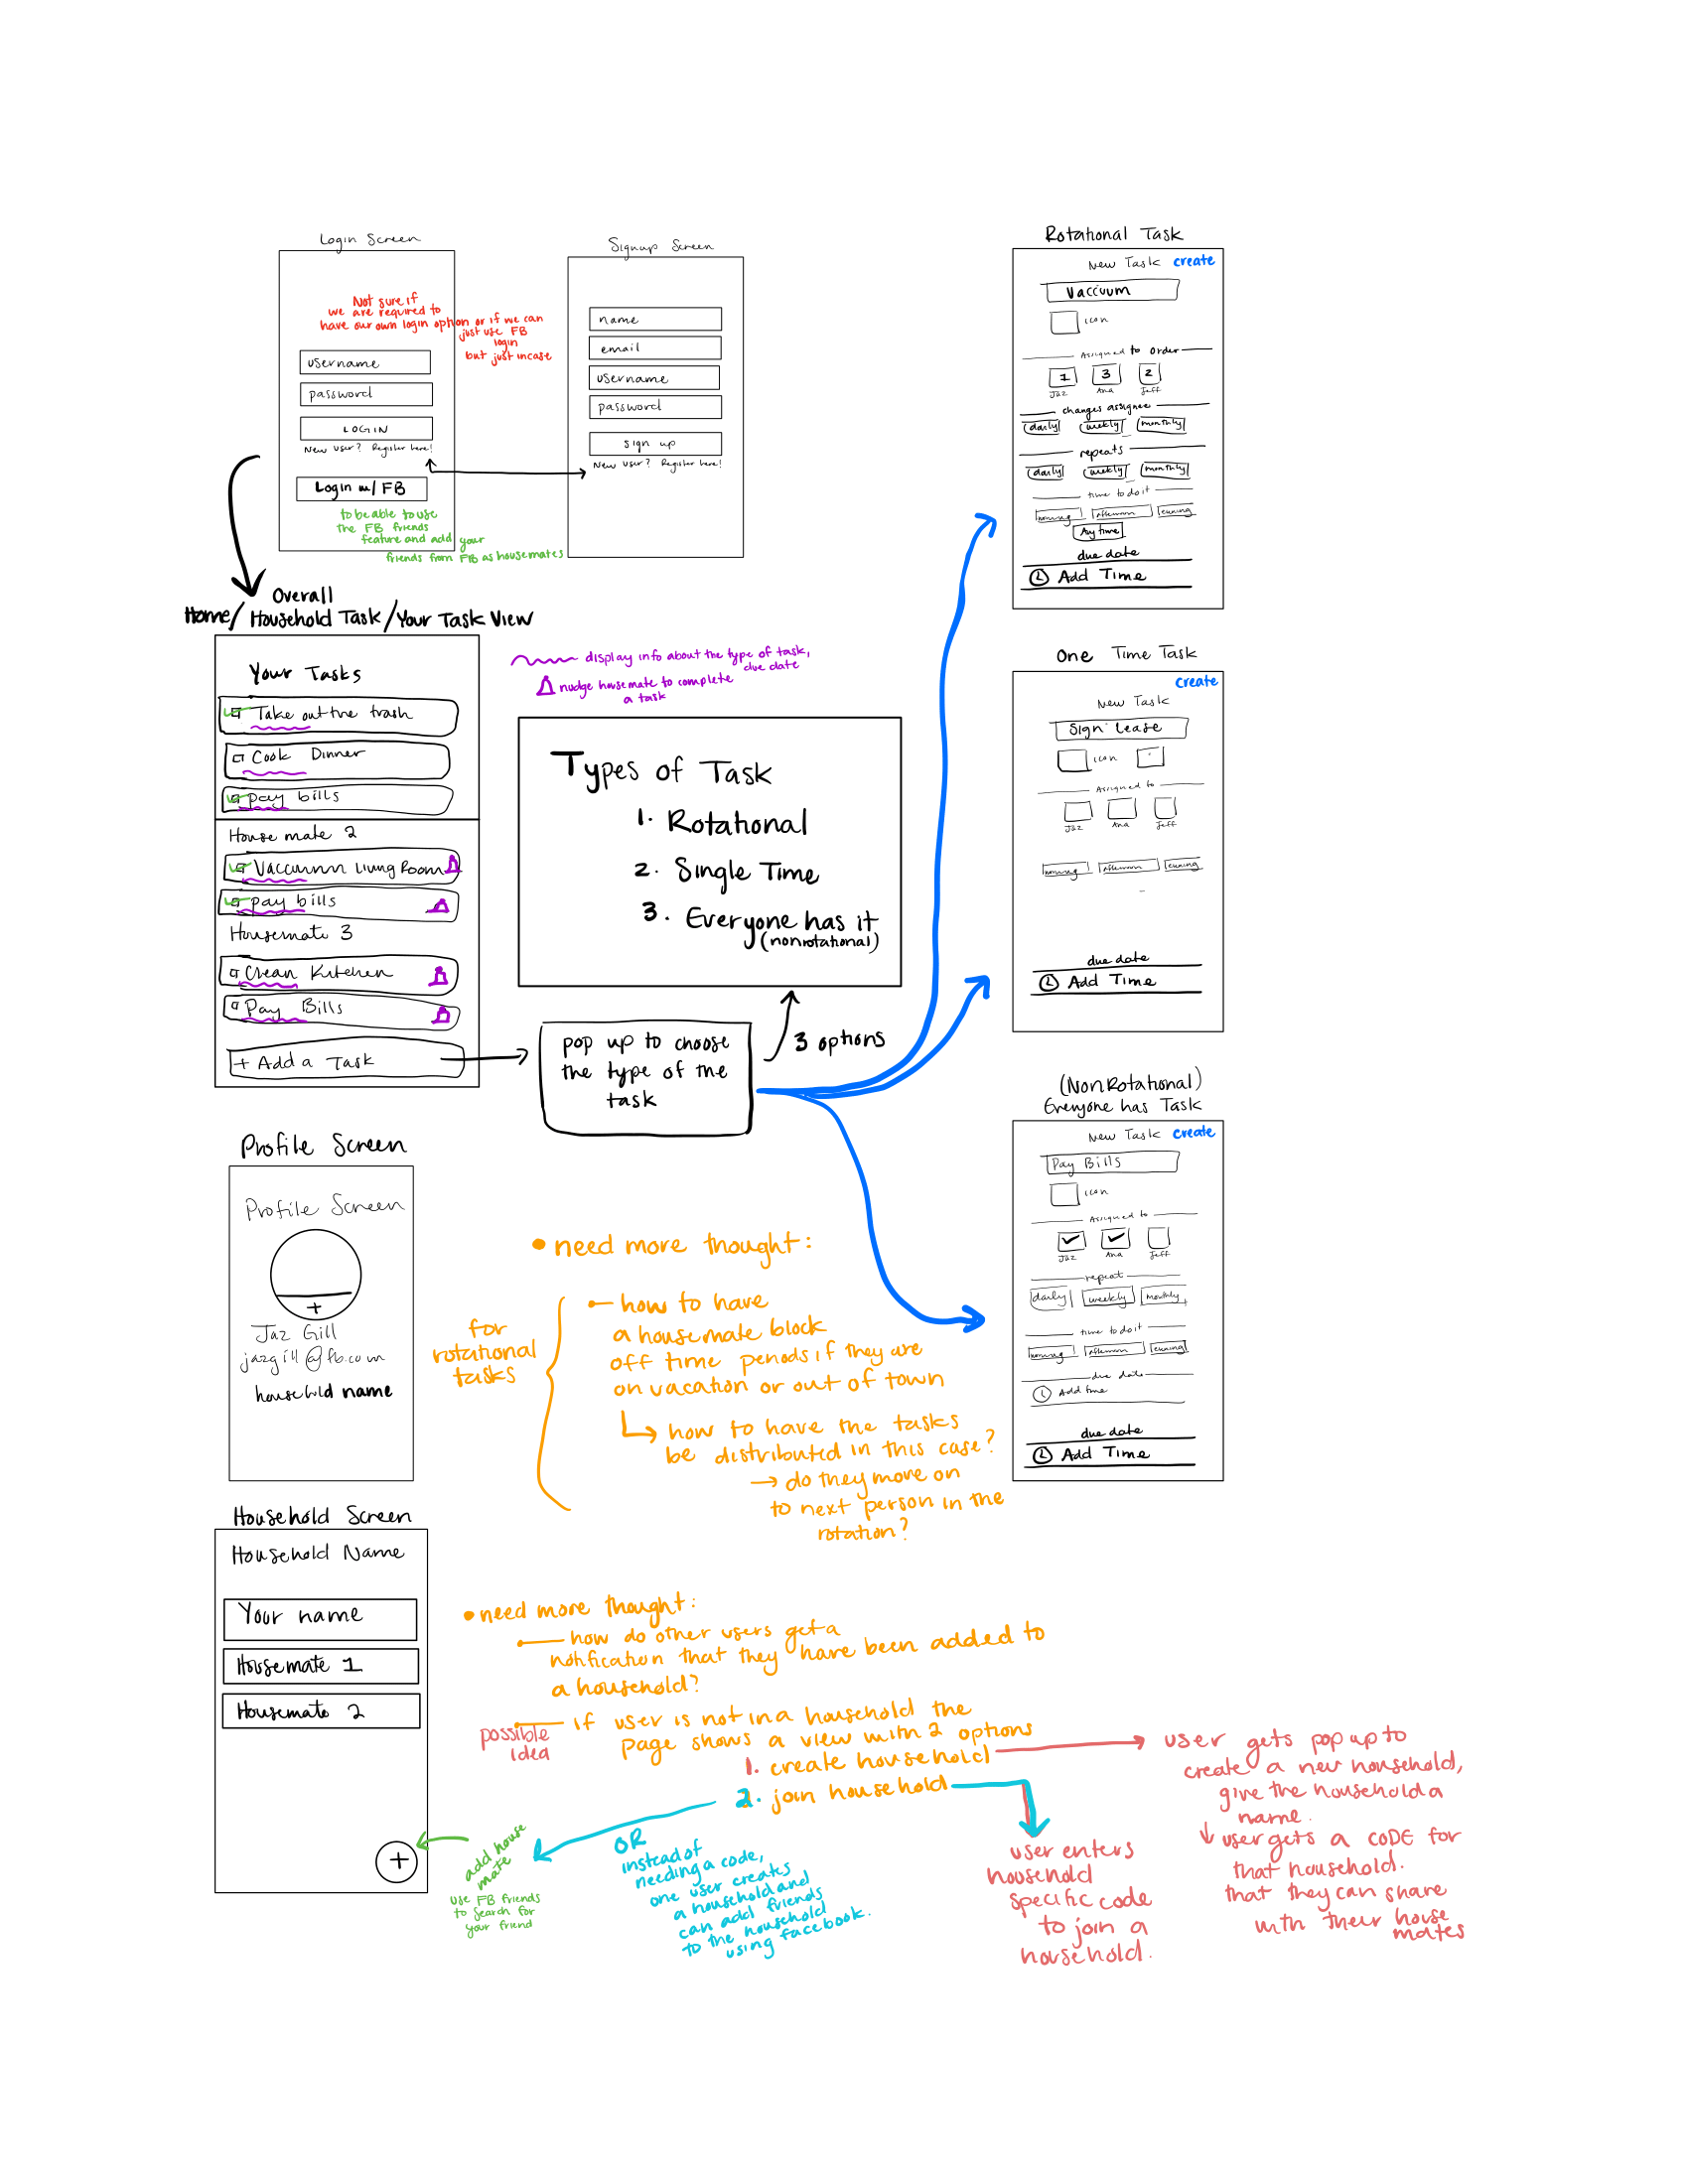 Login Screen
Not sure if
we are required to
have our own login option or if we can
just use FB
login
but just incase
username
password
LOGIN
New user? Register here!
Login w/ FB
to be able to use
the FB friends
feature and add your
friends from FB as housemates
Signup Screen
name
email
username
password
sign up
New user? Register here!
Overall
Home/Household Task/Your Task View
Your Tasks
Take out the trash
Cook Dinner
pay bills
House mate 2
Vaccumm Living Room
pay bills
Housemate 3
Clean Kitchen
Pay Bills
+ Add a Task
display info about the type of task,
due date
nudge housemate to complete
a task
Types of Task
1. Rotational
2. Single Time
3. Everyone has it
(nonrotational)
pop up to choose
the type of the
task
3 options
Rotational Task
New Task create
Vaccuum
icon
Assigned to order
1 3 2
Jaz Ana Jeff
changes assignee
daily weekly monthly
repeats
daily weekly monthly
time to do it
morning afternoon evening
Any time
due date
Add Time
One Time Task
create
New Task
Sign Lease
icon
Assigned to
Jaz Ana Jeff
morning afternoon evening
due date
Add Time
(NonRotational)
Everyone has Task
New Task create
Pay Bills
icon
Assigned to
Jaz Ana Jeff
repeat
daily weekly monthly
time to do it
morning afternoon evening
due date
Add time
due date
Add Time
Profile Screen
Profile Screen
+
Jaz Gill
jazgill@fb.com
household name
• need more thought:
for
rotational
tasks
how to have
a housemate block
off time periods if they are
on vacation or out of town
how to have the tasks
be distributed in this case?
→ do they more on
to next person in the
rotation?
Household Screen
Household Name
Your name
Housemate 1
Housemate 2
+
add house
mate
use FB friends
to search for
your friend
• need more thought:
how do other users get a
notification that they have been added to
a household?
possible
idea
if user is not in a household the
page shows a view with 2 options
1. create household
2. join household
OR
instead of
needing a code,
one user creates
a household and
can add friends
to the household
using facebook.
user enters
household
specific code
to join a
household.
user gets pop up to
create a new household,
give the household a
name.
↓ user gets a CODE for
that household.
that they can share
with their house
mates